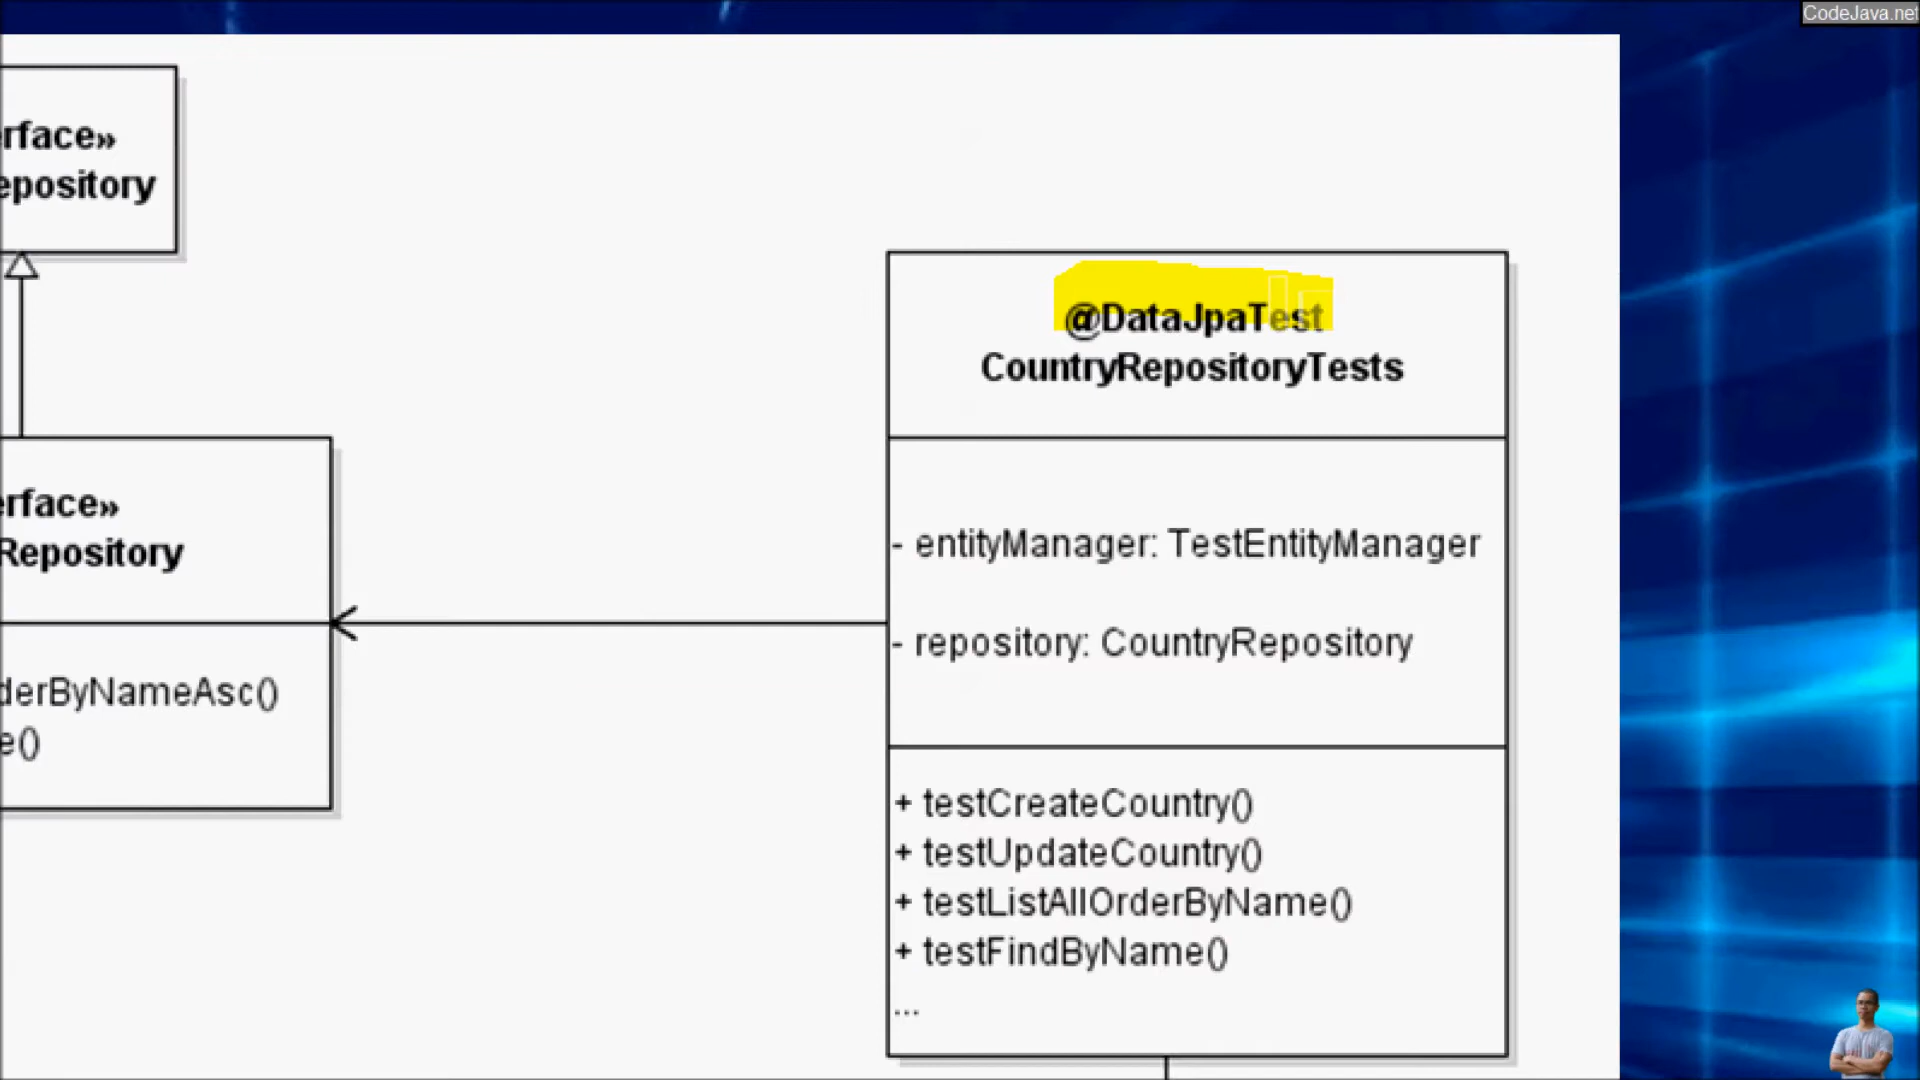 CodeJava.net
rface»
epository
erface»
Repository
derByNameAsc()
e()
@DataJpaTest
CountryRepositoryTests
- entityManager: TestEntityManager
- repository: CountryRepository
+ testCreateCountry()
+ testUpdateCountry()
+ testListAllOrderByName()
+ testFindByName()
...